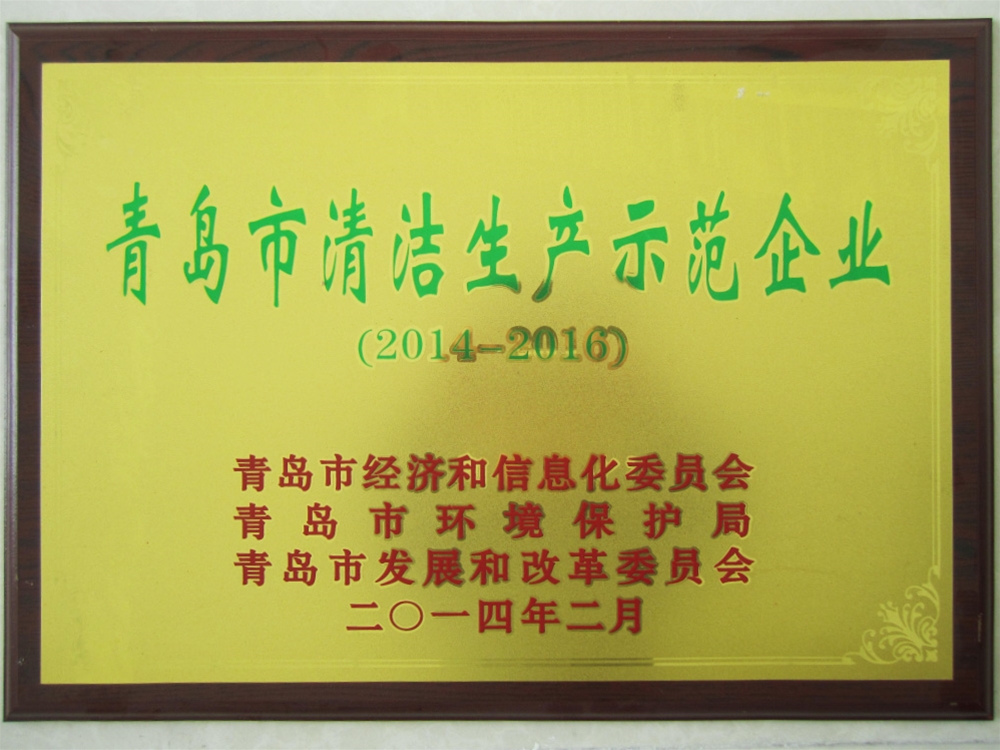 青岛市清洁生产示范企业
(2014-2016)
青岛市经济和信息化委员会
青岛市环境保护局
青岛市发展和改革委员会
二〇一四年二月